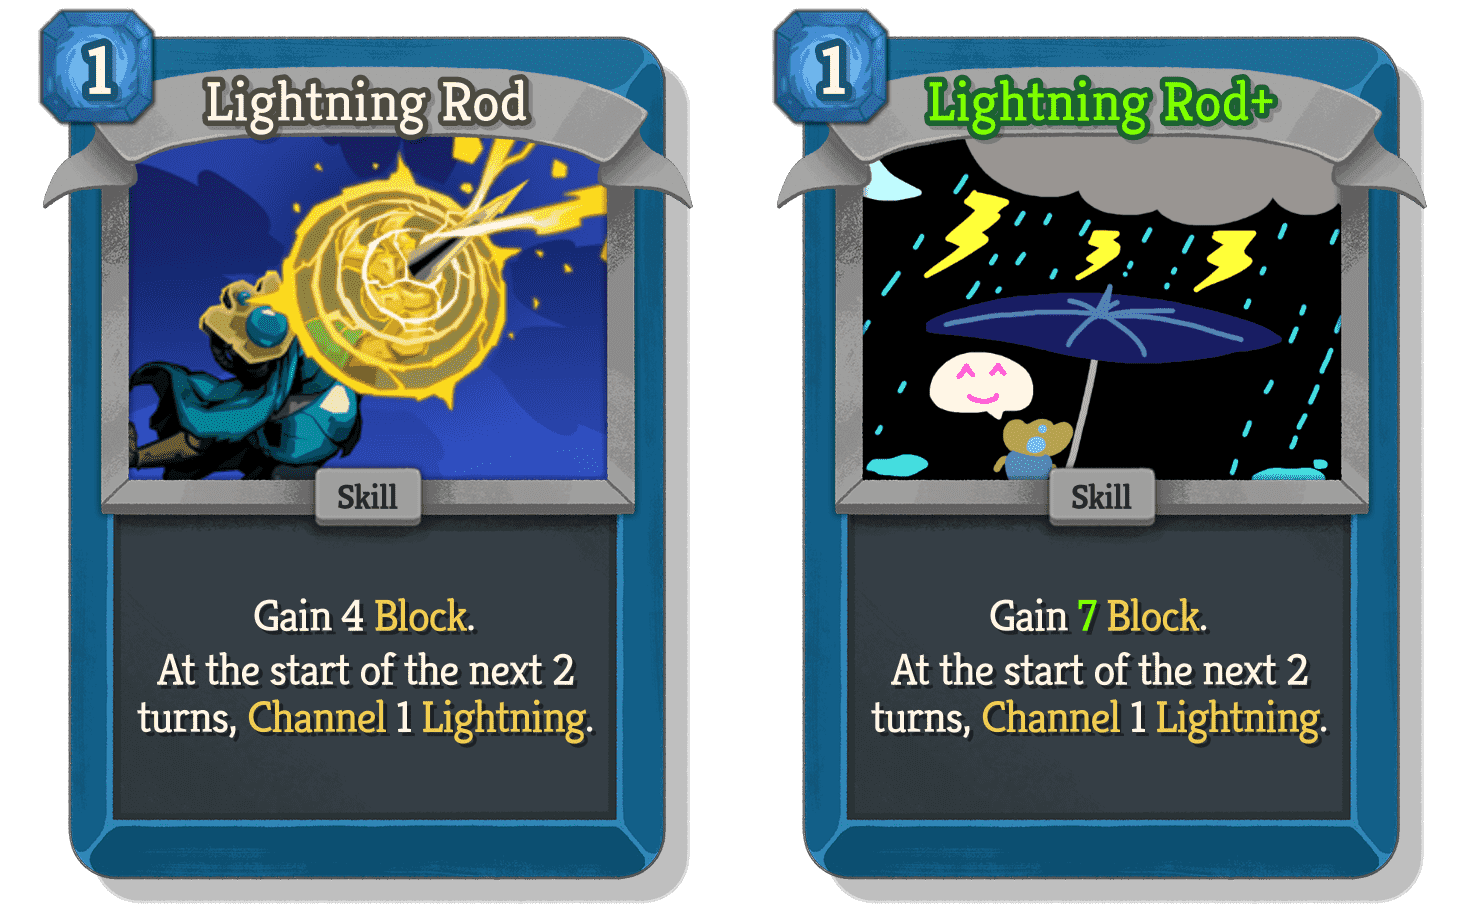 1
Lightning Rod
Skill
Gain 4 Block.
At the start of the next 2
turns, Channel 1 Lightning.
1
Lightning Rod+
Skill
Gain 7 Block.
At the start of the next 2
turns, Channel 1 Lightning.